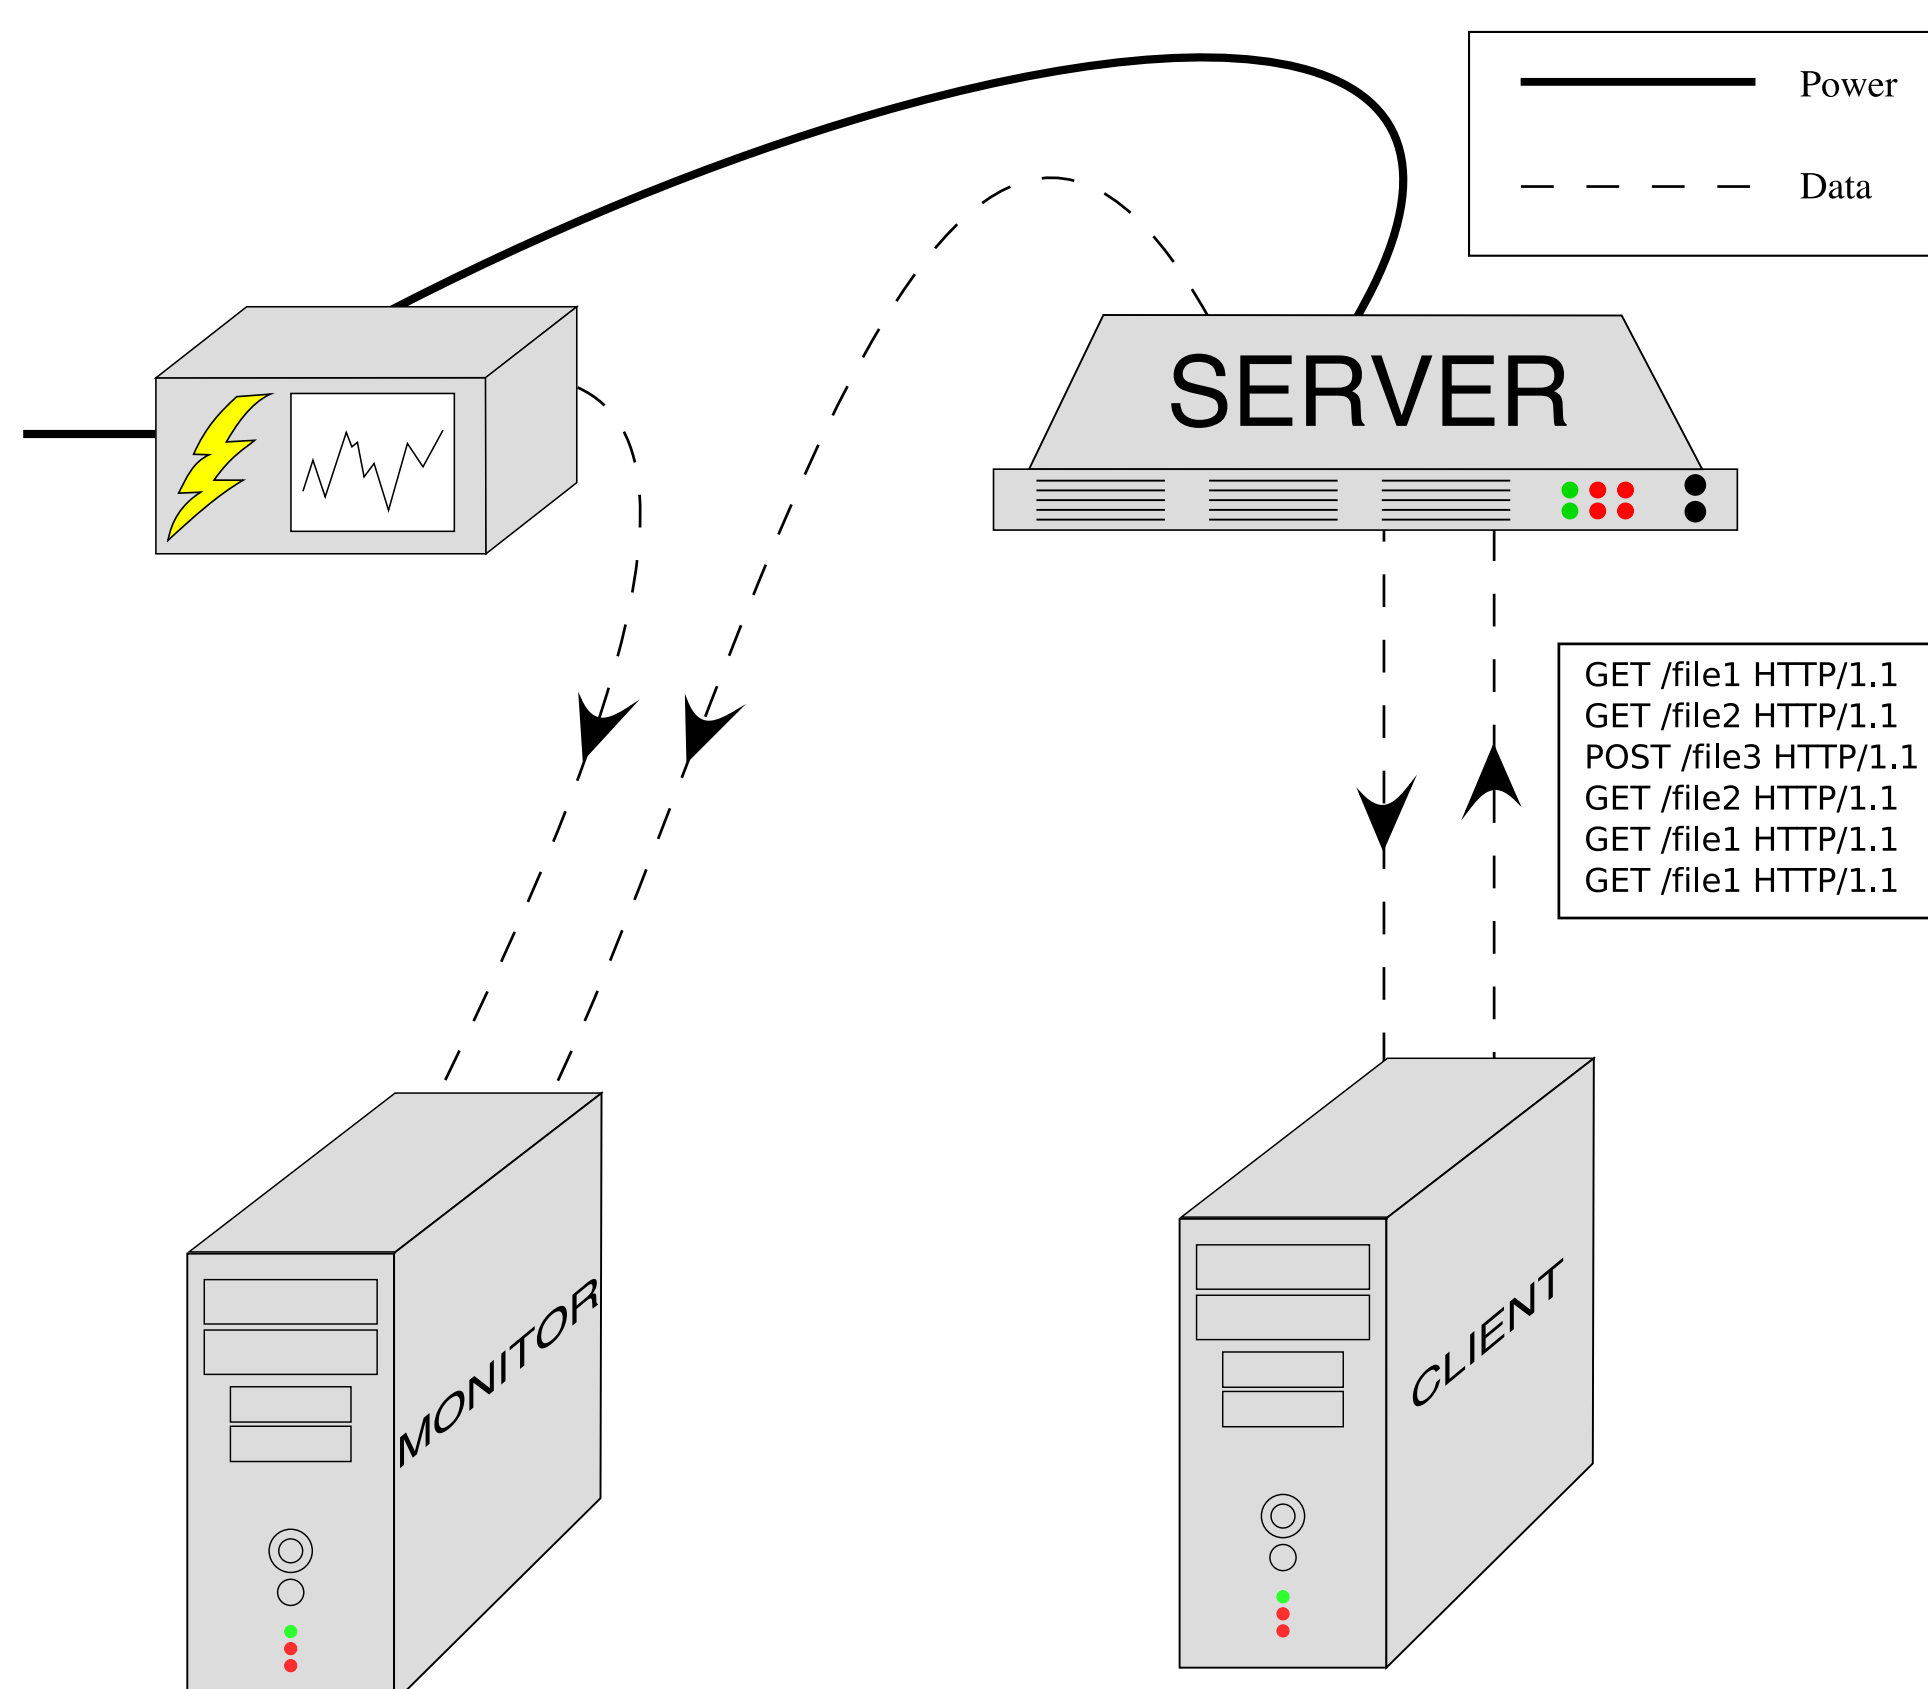 Power
Data
SERVER
GET /file1 HTTP/1.1
GET /file2 HTTP/1.1
POST /file3 HTTP/1.1
GET /file2 HTTP/1.1
GET /file1 HTTP/1.1
GET /file1 HTTP/1.1
MONITOR
CLIENT